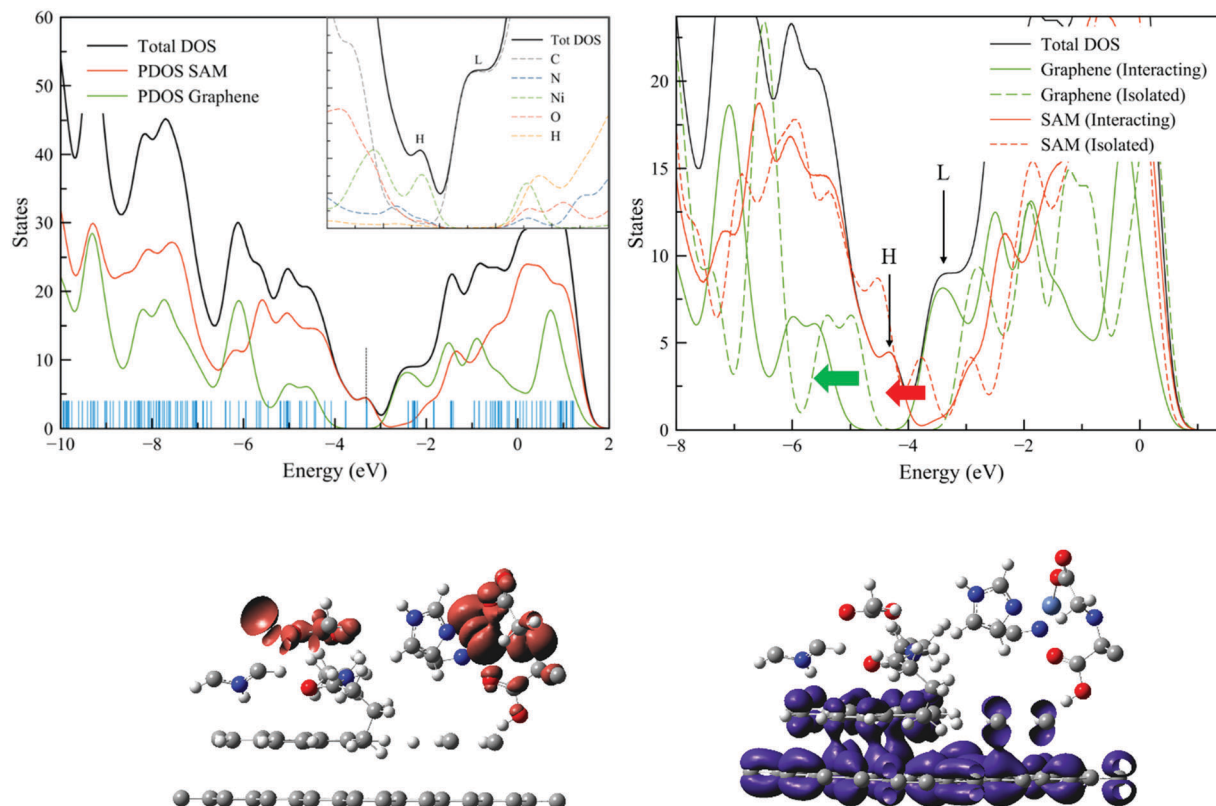 60
50
40
30
20
10
0
States
Total DOS
PDOS SAM
PDOS Graphene
Tot DOS
C
N
Ni
O
H
H
L
−10
−8
−6
−4
−2
0
2
Energy (eV)
20
15
10
5
0
States
Total DOS
Graphene (Interacting)
Graphene (Isolated)
SAM (Interacting)
SAM (Isolated)
L
H
−8
−6
−4
−2
0
Energy (eV)